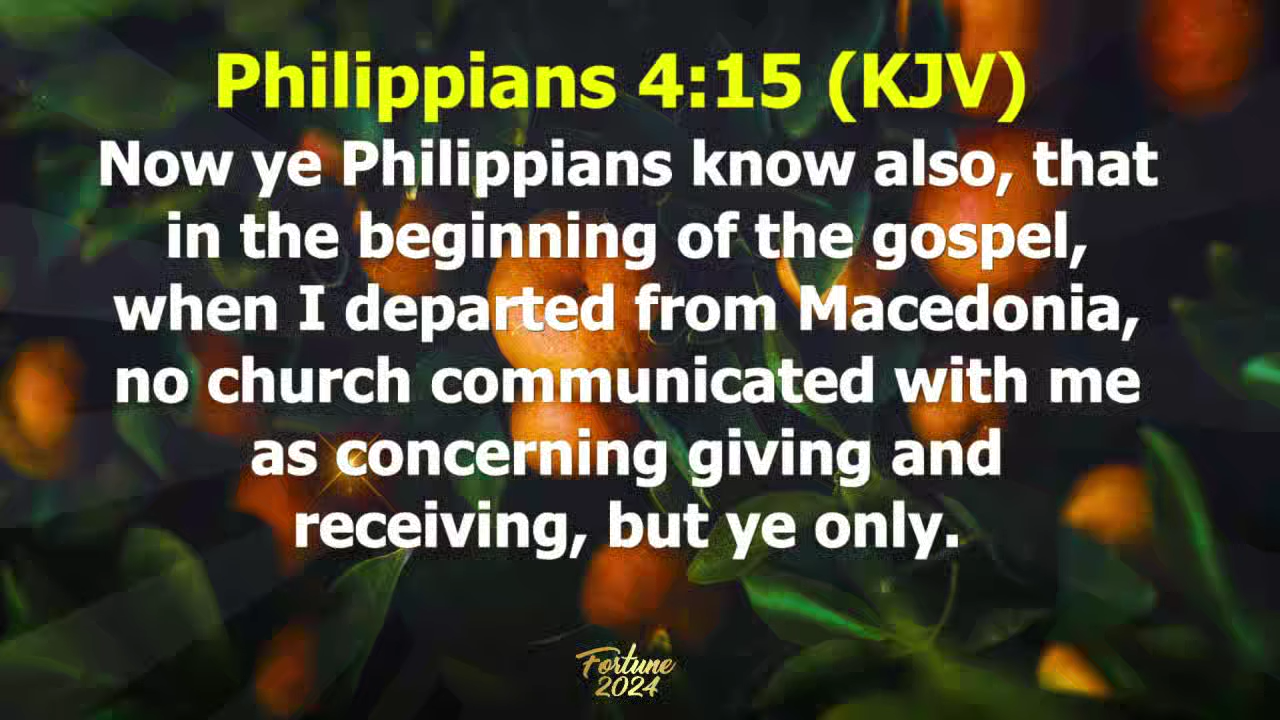 Philippians 4:15 (KJV)
Now ye Philippians know also, that
in the beginning of the gospel,
when I departed from Macedonia,
no church communicated with me
as concerning giving and
receiving, but ye only.
Fortune
2024